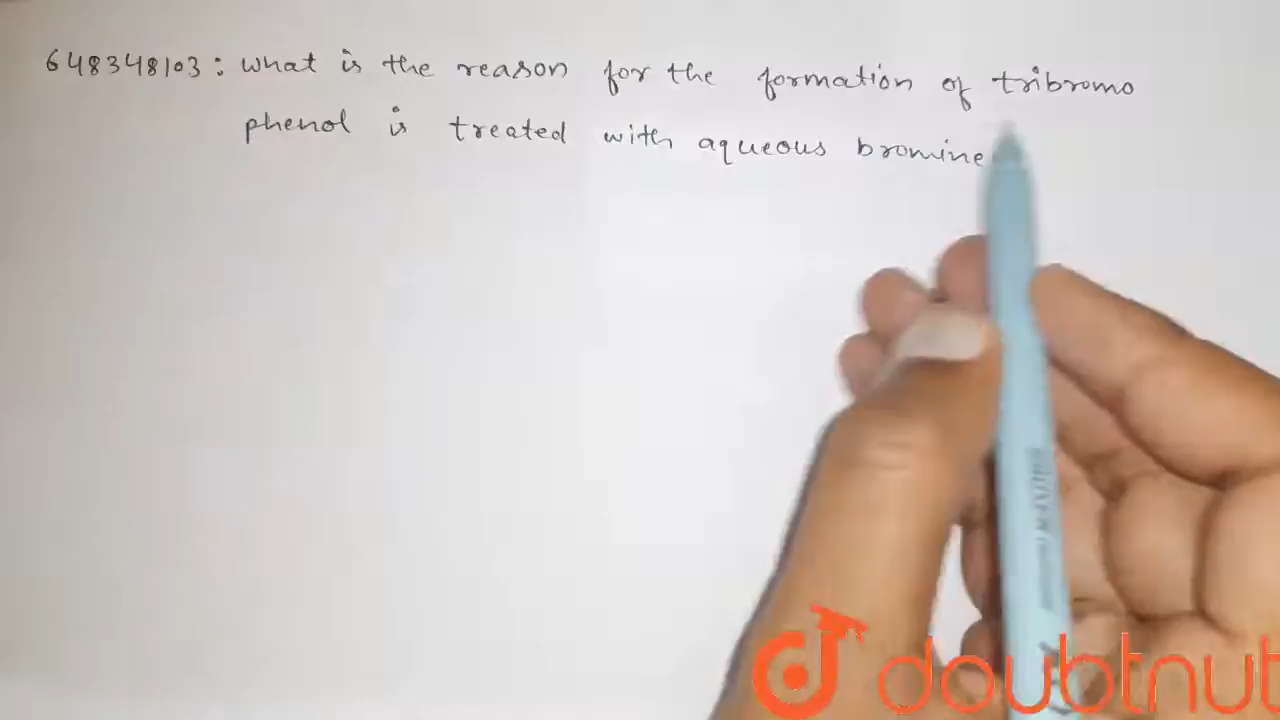 648348103: what is the reason for the formation of tribromo
phenol is treated with aqueous bromine
doubtnut